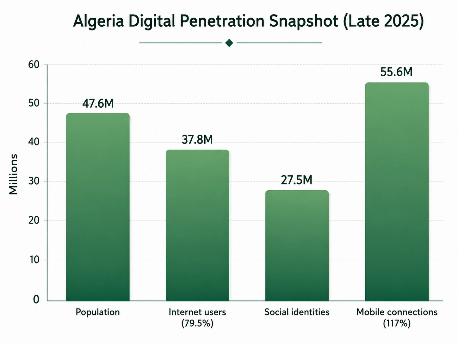 Algeria Digital Penetration Snapshot (Late 2025)
Millions
60
50
40
30
20
10
0
47.6M
37.8M
27.5M
55.6M
Population
Internet users
(79.5%)
Social identities
Mobile connections
(117%)